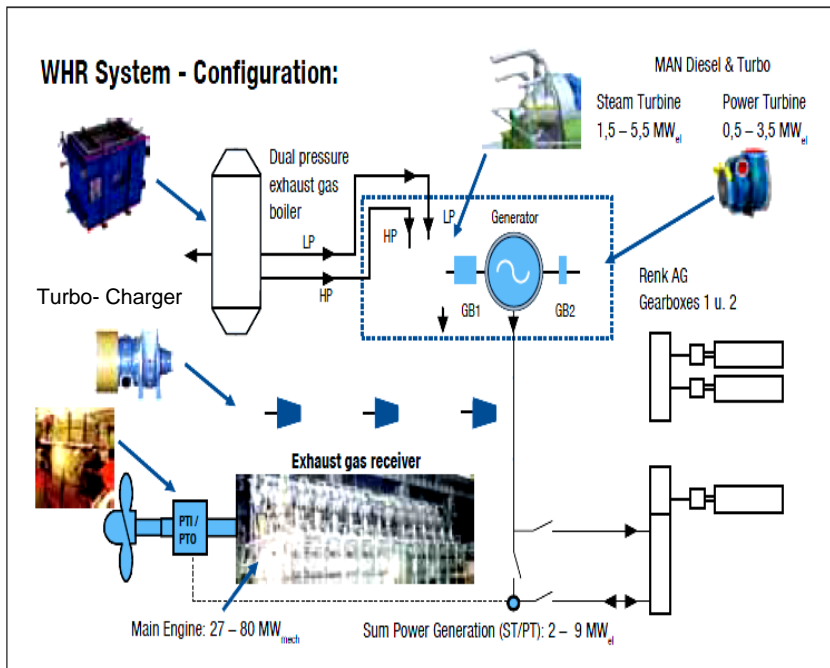 WHR System - Configuration:
MAN Diesel & Turbo
Steam Turbine
1,5 – 5,5 MWel
Power Turbine
0,5 – 3,5 MWel
Dual pressure
exhaust gas
boiler
LP
HP
HP
LP
Generator
GB1
GB2
Renk AG
Gearboxes 1 u. 2
Turbo- Charger
Exhaust gas receiver
PTI /
PTO
Main Engine: 27 – 80 MWmech
Sum Power Generation (ST/PT): 2 – 9 MWel